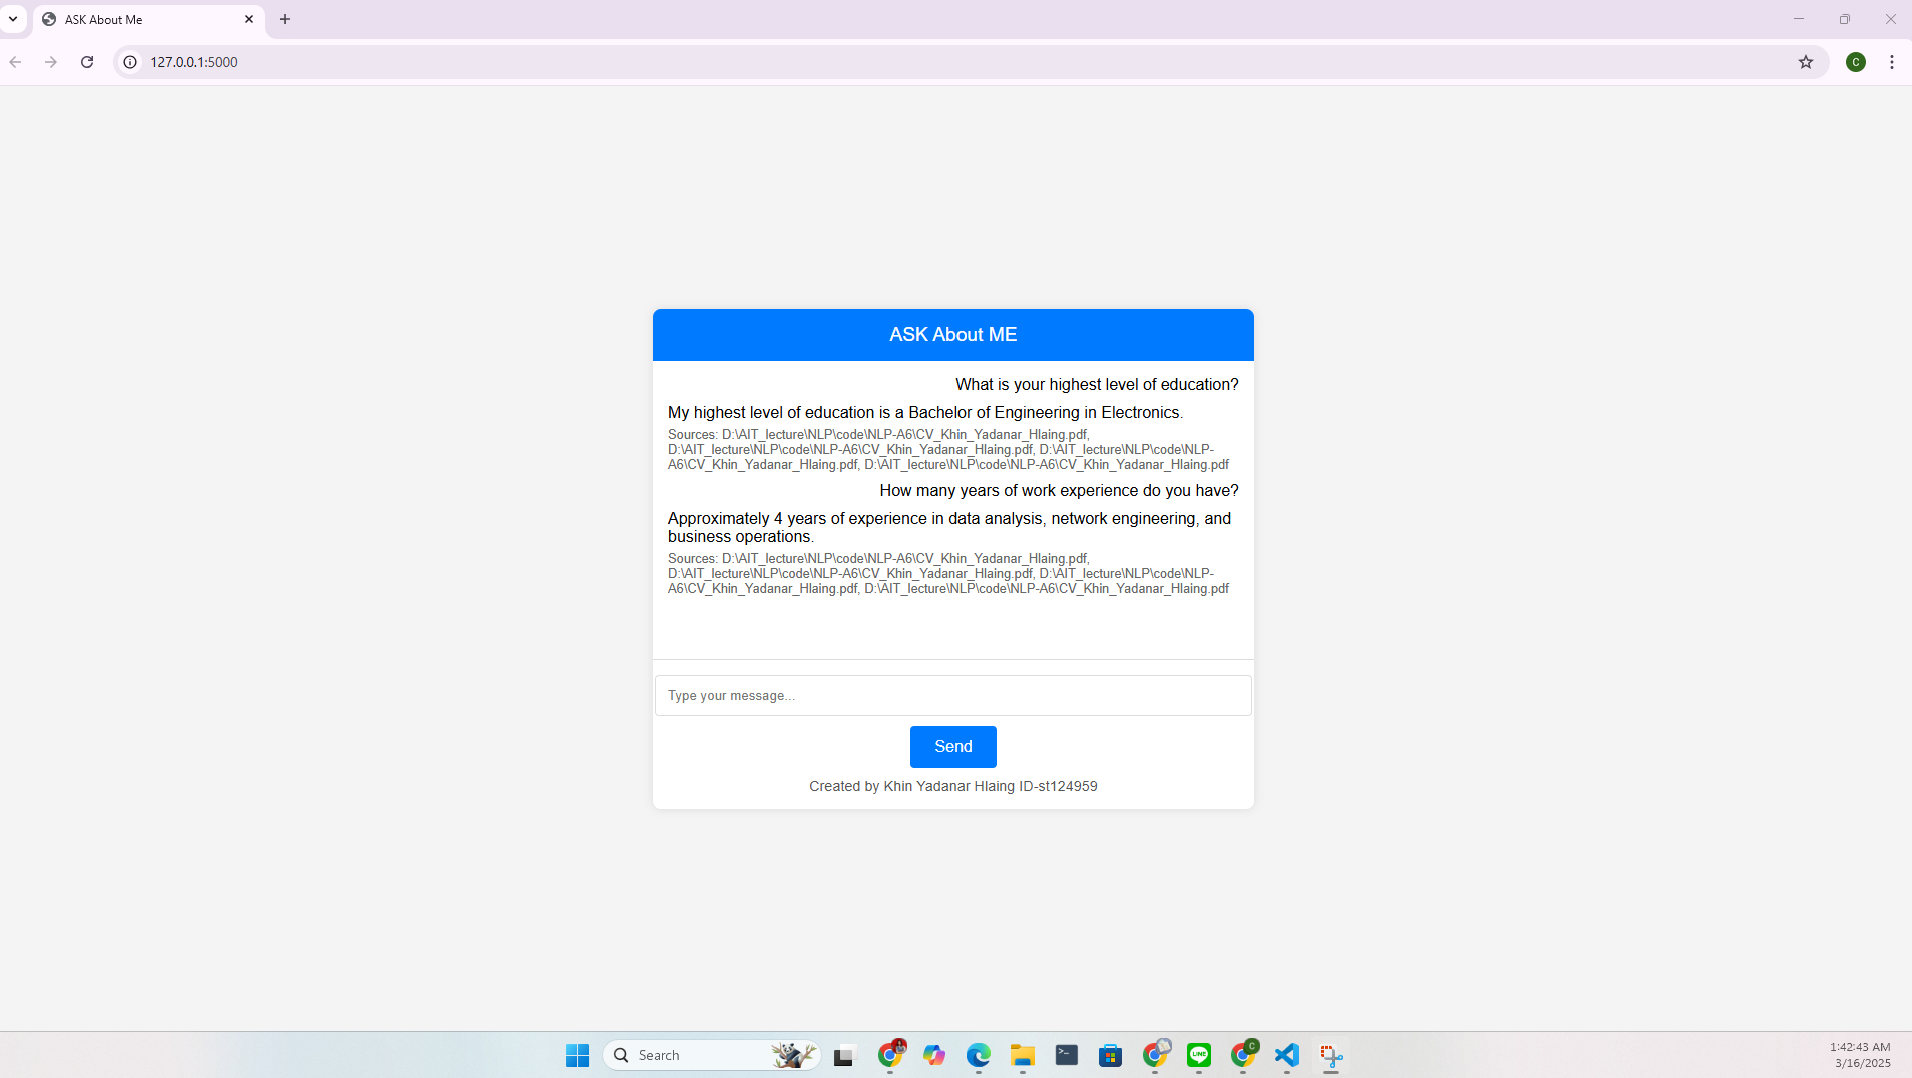 ASK About Me
127.0.0.1:5000
C
ASK About ME
What is your highest level of education?
My highest level of education is a Bachelor of Engineering in Electronics.
Sources: D:\AIT_lecture\NLP\code\NLP-A6\CV_Khin_Yadanar_Hlaing.pdf,
D:\AIT_lecture\NLP\code\NLP-A6\CV_Khin_Yadanar_Hlaing.pdf, D:\AIT_lecture\NLP\code\NLP-
A6\CV_Khin_Yadanar_Hlaing.pdf, D:\AIT_lecture\NLP\code\NLP-A6\CV_Khin_Yadanar_Hlaing.pdf
How many years of work experience do you have?
Approximately 4 years of experience in data analysis, network engineering, and
business operations.
Sources: D:\AIT_lecture\NLP\code\NLP-A6\CV_Khin_Yadanar_Hlaing.pdf,
D:\AIT_lecture\NLP\code\NLP-A6\CV_Khin_Yadanar_Hlaing.pdf, D:\AIT_lecture\NLP\code\NLP-
A6\CV_Khin_Yadanar_Hlaing.pdf, D:\AIT_lecture\NLP\code\NLP-A6\CV_Khin_Yadanar_Hlaing.pdf
Type your message...
Send
Created by Khin Yadanar Hlaing ID-st124959
Search
LINE
C
1:42:43 AM
3/16/2025